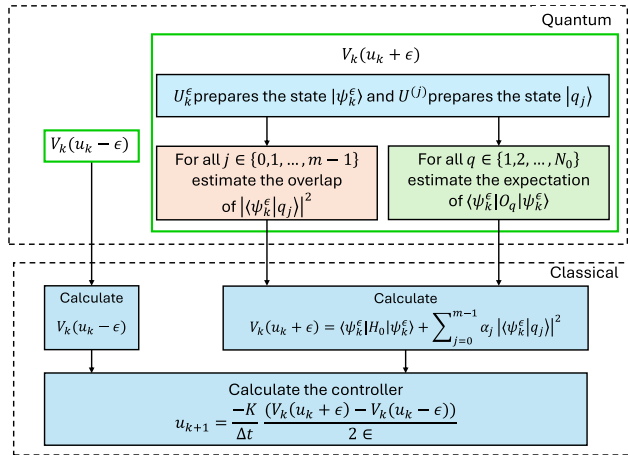 Quantum
V_k(u_k + ϵ)
U_k^ϵ prepares the state |ψ_k^ϵ⟩ and U^(j) prepares the state |q_j⟩
V_k(u_k − ϵ)
For all j ∈ {0,1, … , m − 1}
estimate the overlap
of |⟨ψ_k^ϵ|q_j⟩|^2
For all q ∈ {1,2, … , N_0}
estimate the expectation
of ⟨ψ_k^ϵ|O_q|ψ_k^ϵ⟩
Classical
Calculate
V_k(u_k − ϵ)
Calculate
V_k(u_k + ϵ) = ⟨ψ_k^ϵ|H_0|ψ_k^ϵ⟩ + ∑_{j=0}^{m−1} α_j |⟨ψ_k^ϵ|q_j⟩|^2
Calculate the controller
u_{k+1} = \frac{−K}{Δt} \frac{(V_k(u_k + ϵ) − V_k(u_k − ϵ))}{2 ∈}